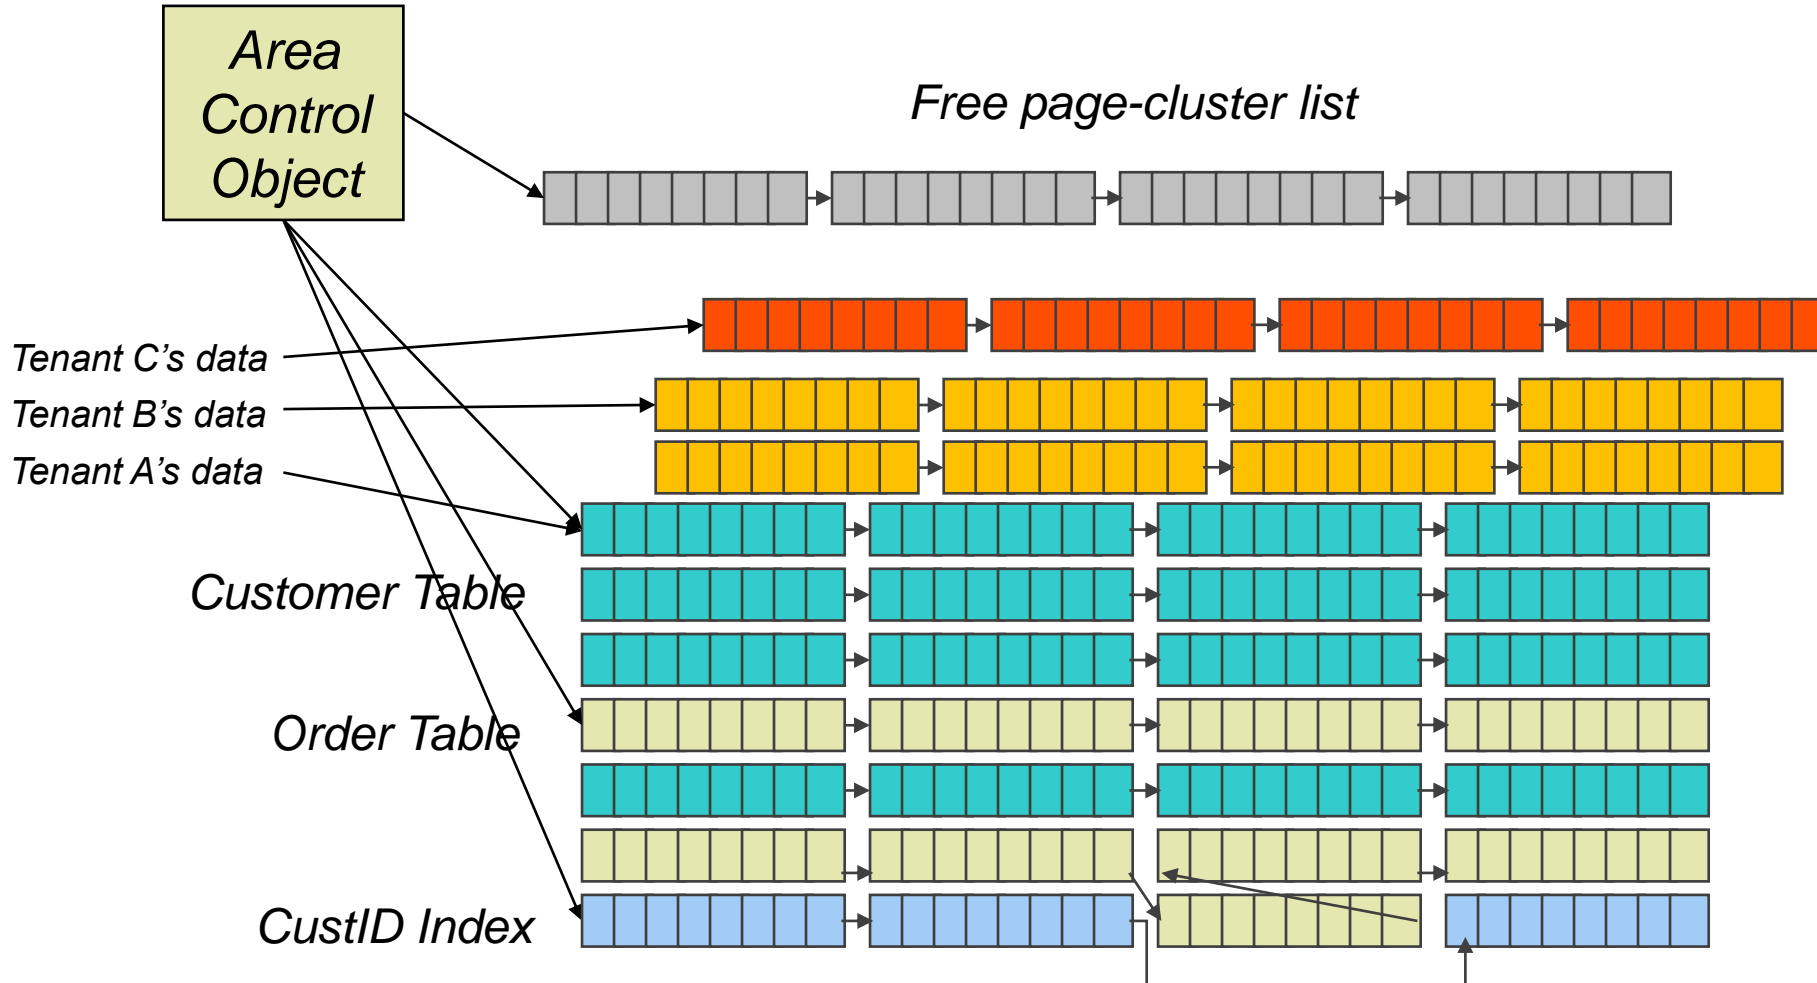 Area
Control
Object
Free page-cluster list
Tenant C’s data
Tenant B’s data
Tenant A’s data
Customer Table
Order Table
CustID Index